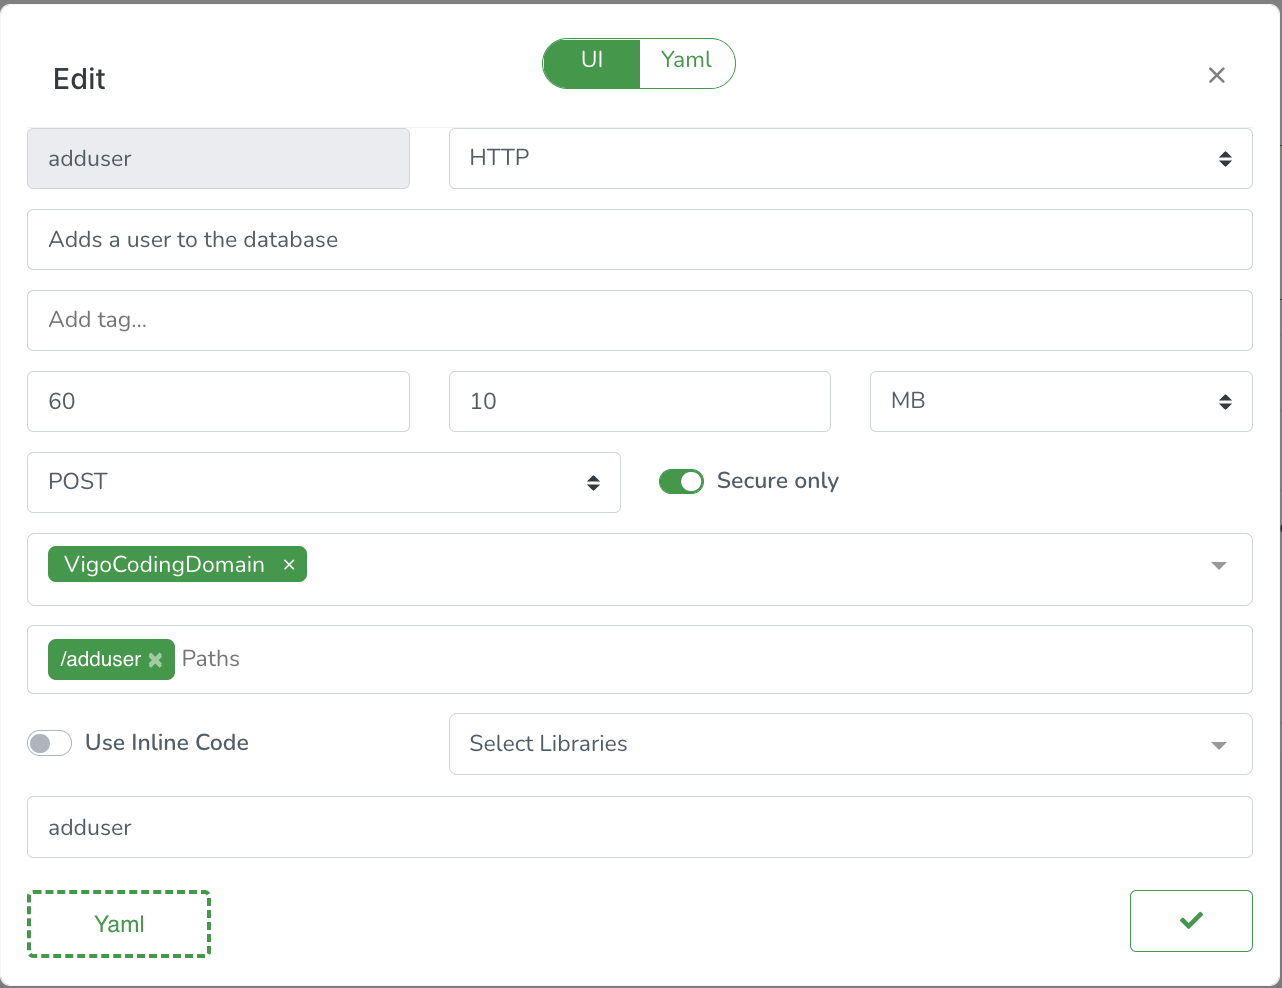 Edit
UI
Yaml
adduser
HTTP
Adds a user to the database
Add tag...
60
10
MB
POST
Secure only
VigoCodingDomain ×
/adduser × Paths
Use Inline Code
Select Libraries
adduser
Yaml